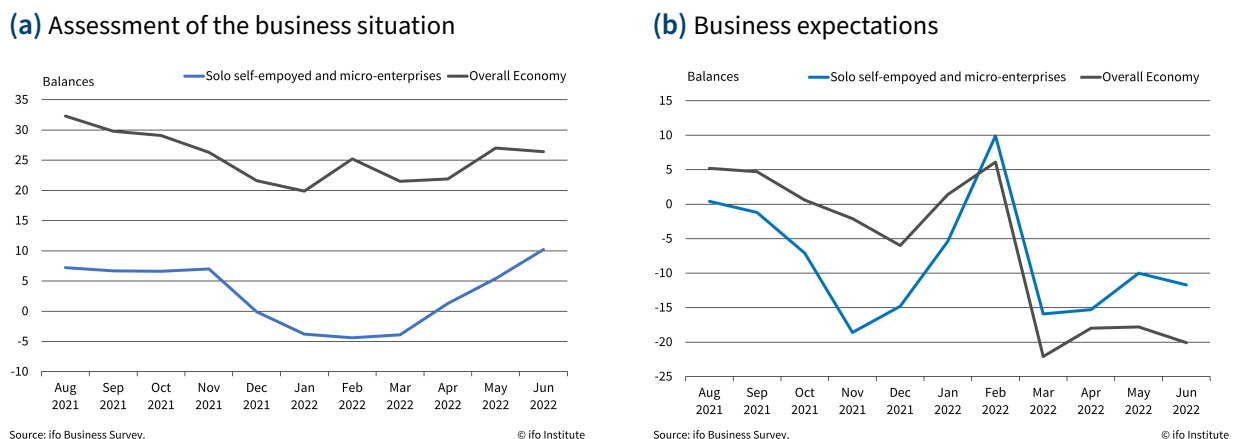 (a) Assessment of the business situation
Balances
Solo self-empoyed and micro-enterprises
Overall Economy
35
30
25
20
15
10
5
0
-5
-10
Aug 2021
Sep 2021
Oct 2021
Nov 2021
Dec 2021
Jan 2022
Feb 2022
Mar 2022
Apr 2022
May 2022
Jun 2022
Source: ifo Business Survey.
© ifo Institute
(b) Business expectations
Balances
Solo self-empoyed and micro-enterprises
Overall Economy
15
10
5
0
-5
-10
-15
-20
-25
Aug 2021
Sep 2021
Oct 2021
Nov 2021
Dec 2021
Jan 2022
Feb 2022
Mar 2022
Apr 2022
May 2022
Jun 2022
Source: ifo Business Survey.
© ifo Institute